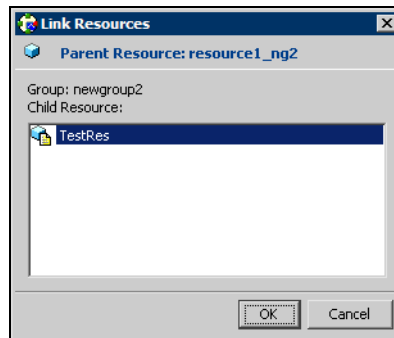 Link Resources
Parent Resource: resource1_ng2
Group: newgroup2
Child Resource:
TestRes
OK Cancel